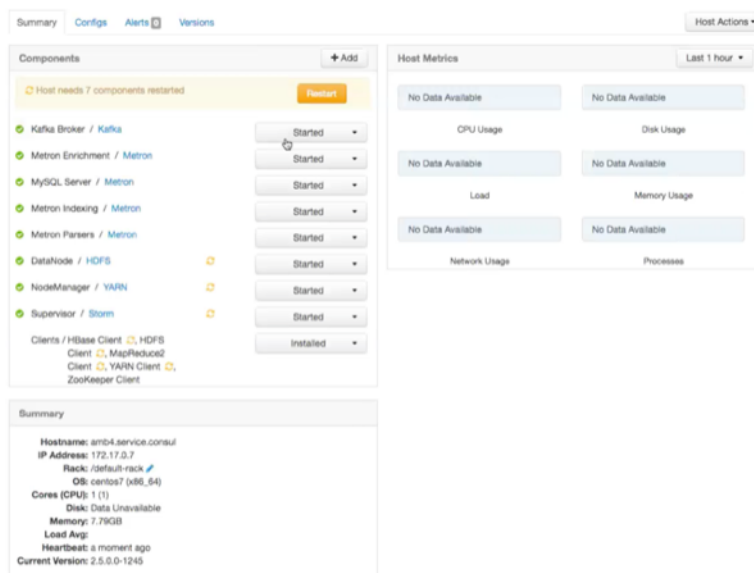 Summary Configs Alerts 0 Versions
Host Actions
Components
+ Add
Host needs 7 components restarted
Restart
Kafka Broker / Kafka
Started
Metron Enrichment / Metron
Started
MySQL Server / Metron
Started
Metron Indexing / Metron
Started
Metron Parsers / Metron
Started
DataNode / HDFS
Started
NodeManager / YARN
Started
Supervisor / Storm
Started
Clients / HBase Client , HDFS
Client , MapReduce2
Client , YARN Client ,
ZooKeeper Client
Installed
Host Metrics
Last 1 hour
No Data Available
No Data Available
CPU Usage
Disk Usage
No Data Available
No Data Available
Load
Memory Usage
No Data Available
No Data Available
Network Usage
Processes
Summary
Hostname: amb4.service.consul
IP Address: 172.17.0.7
Rack: /default-rack
OS: centos7 (x86_64)
Cores (CPU): 1 (1)
Disk: Data Unavailable
Memory: 7.79GB
Load Avg:
Heartbeat: a moment ago
Current Version: 2.5.0.0-1245